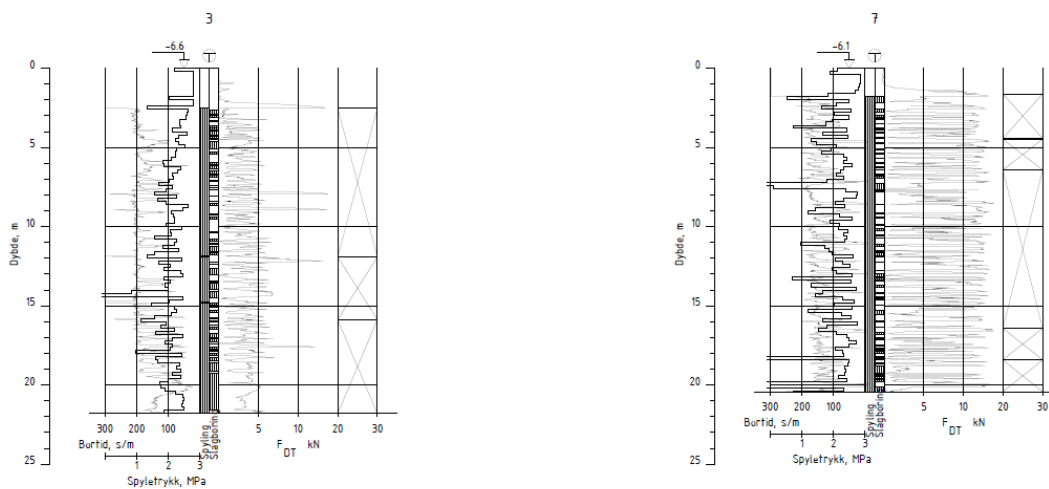 3
-6.6
T
0
5
10
15
20
25
Dybde, m
300 200 100
Bortid, s/m
1 2 3
Spyletrykk, MPa
Spyling
Slagboring
5 10 20 30
F DT kN
7
-6.1
T
0
5
10
15
20
25
Dybde, m
300 200 100
Bortid, s/m
1 2 3
Spyletrykk, MPa
Spyling
Slagboring
5 10 20 30
F DT kN